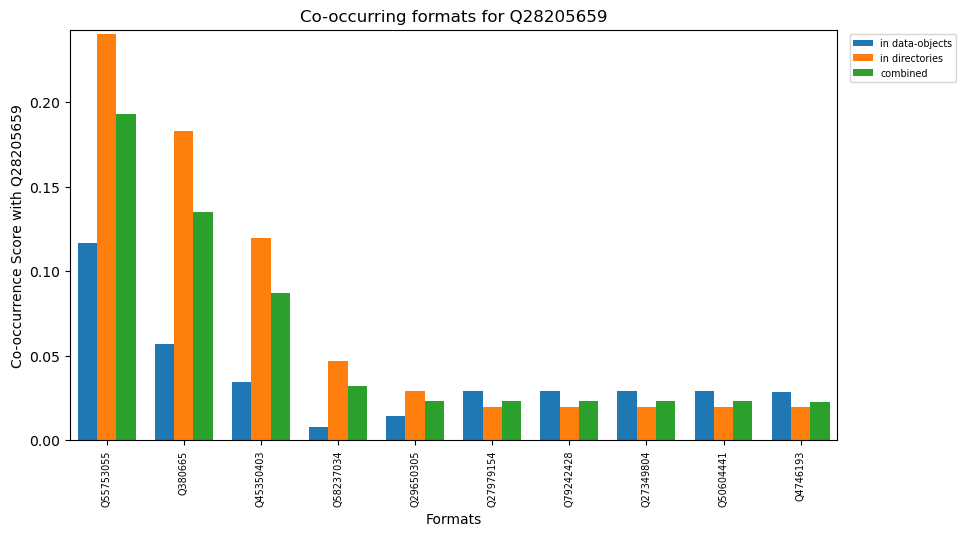 Co-occurring formats for Q28205659
in data-objects
in directories
combined
Co-occurrence Score with Q28205659
0.20
0.15
0.10
0.05
0.00
Q55753055
Q380665
Q45350403
Q58237034
Q29650305
Q27979154
Q79242428
Q27349804
Q50604441
Q4746193
Formats